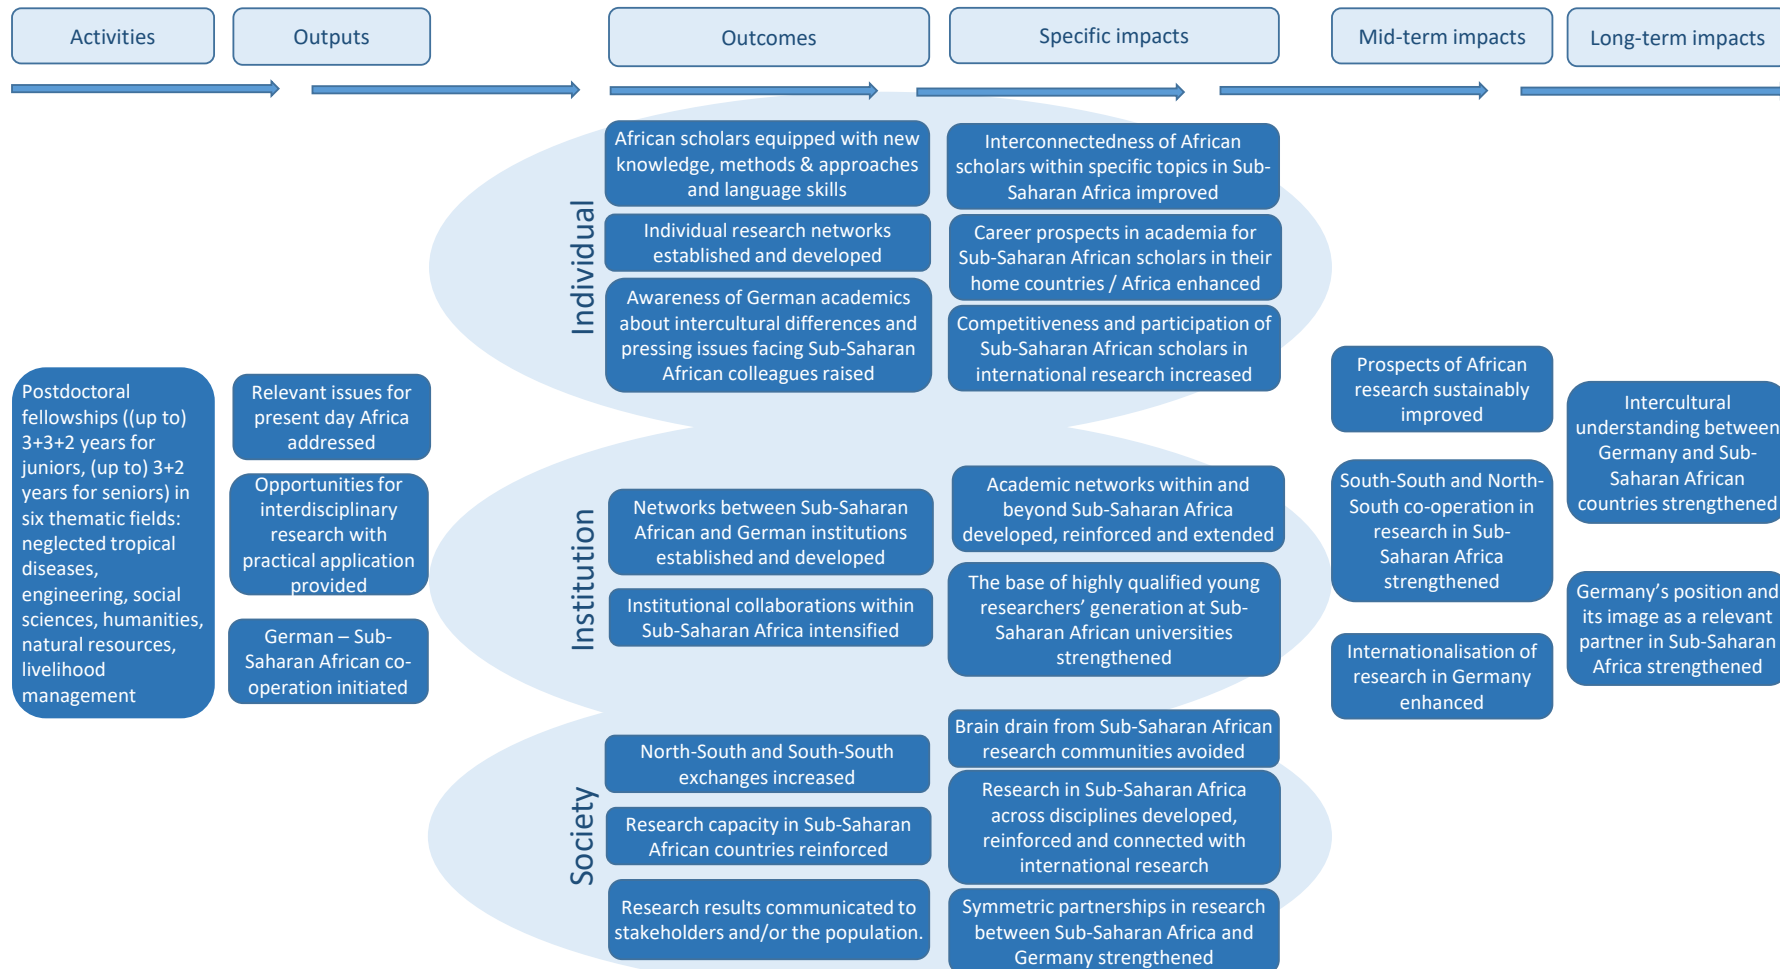 Activities
Outputs
Outcomes
Specific impacts
Mid-term impacts
Long-term impacts
Postdoctoral
fellowships ((up to)
3+3+2 years for
juniors, (up to) 3+2
years for seniors) in
six thematic fields:
neglected tropical
diseases,
engineering, social
sciences, humanities,
natural resources,
livelihood
management
Relevant issues for
present day Africa
addressed
Opportunities for
interdisciplinary
research with
practical application
provided
German – Sub-
Saharan African co-
operation initiated
Individual
African scholars equipped with new
knowledge, methods & approaches
and language skills
Individual research networks
established and developed
Awareness of German academics
about intercultural differences and
pressing issues facing Sub-Saharan
African colleagues raised
Interconnectedness of African
scholars within specific topics in Sub-
Saharan Africa improved
Career prospects in academia for
Sub-Saharan African scholars in their
home countries / Africa enhanced
Competitiveness and participation of
Sub-Saharan African scholars in
international research increased
Institution
Networks between Sub-Saharan
African and German institutions
established and developed
Institutional collaborations within
Sub-Saharan Africa intensified
Academic networks within and
beyond Sub-Saharan Africa
developed, reinforced and extended
The base of highly qualified young
researchers’ generation at Sub-
Saharan African universities
strengthened
Society
North-South and South-South
exchanges increased
Research capacity in Sub-Saharan
African countries reinforced
Research results communicated to
stakeholders and/or the population.
Brain drain from Sub-Saharan African
research communities avoided
Research in Sub-Saharan Africa
across disciplines developed,
reinforced and connected with
international research
Symmetric partnerships in research
between Sub-Saharan Africa and
Germany strengthened
Prospects of African
research sustainably
improved
South-South and North-
South co-operation in
research in Sub-
Saharan Africa
strengthened
Internationalisation of
research in Germany
enhanced
Intercultural
understanding between
Germany and Sub-
Saharan African
countries strengthened
Germany’s position and
its image as a relevant
partner in Sub-Saharan
Africa strengthened